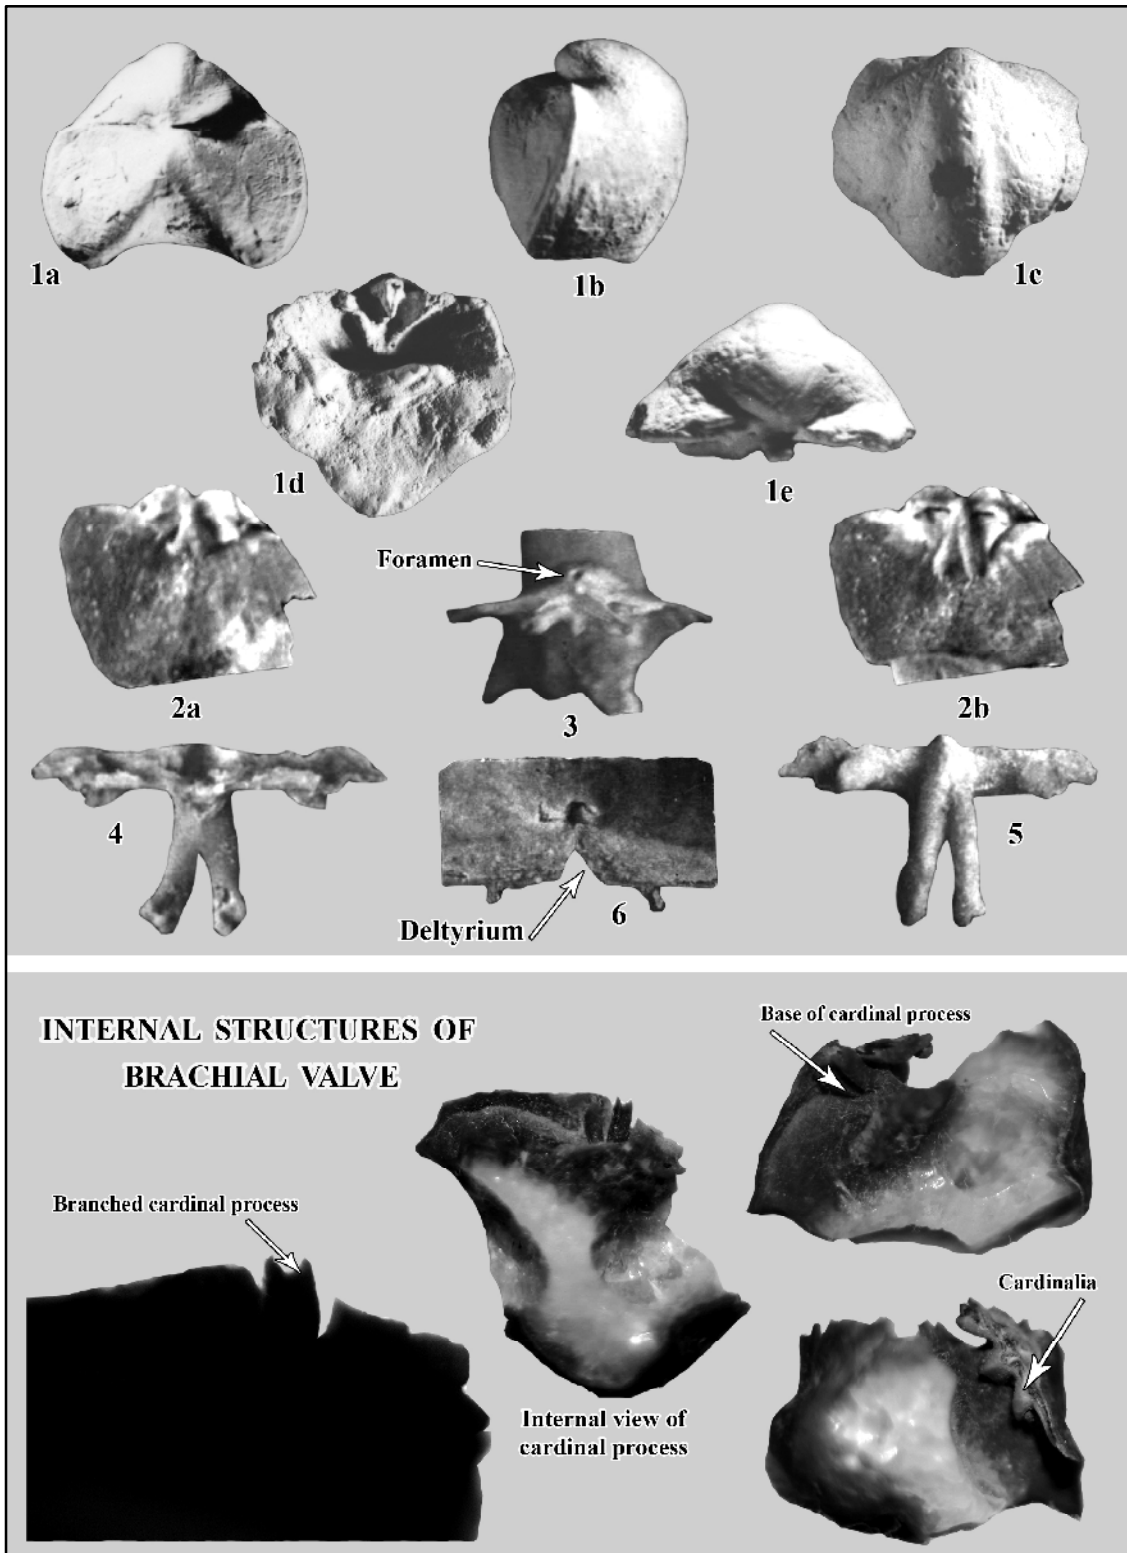 1a
1b
1c
1d
1e
Foramen
2a
3
2b
4
Deltyrium
6
5
INTERNAL STRUCTURES OF
BRACHIAL VALVE
Base of cardinal process
Branched cardinal process
Cardinalia
Internal view of
cardinal process